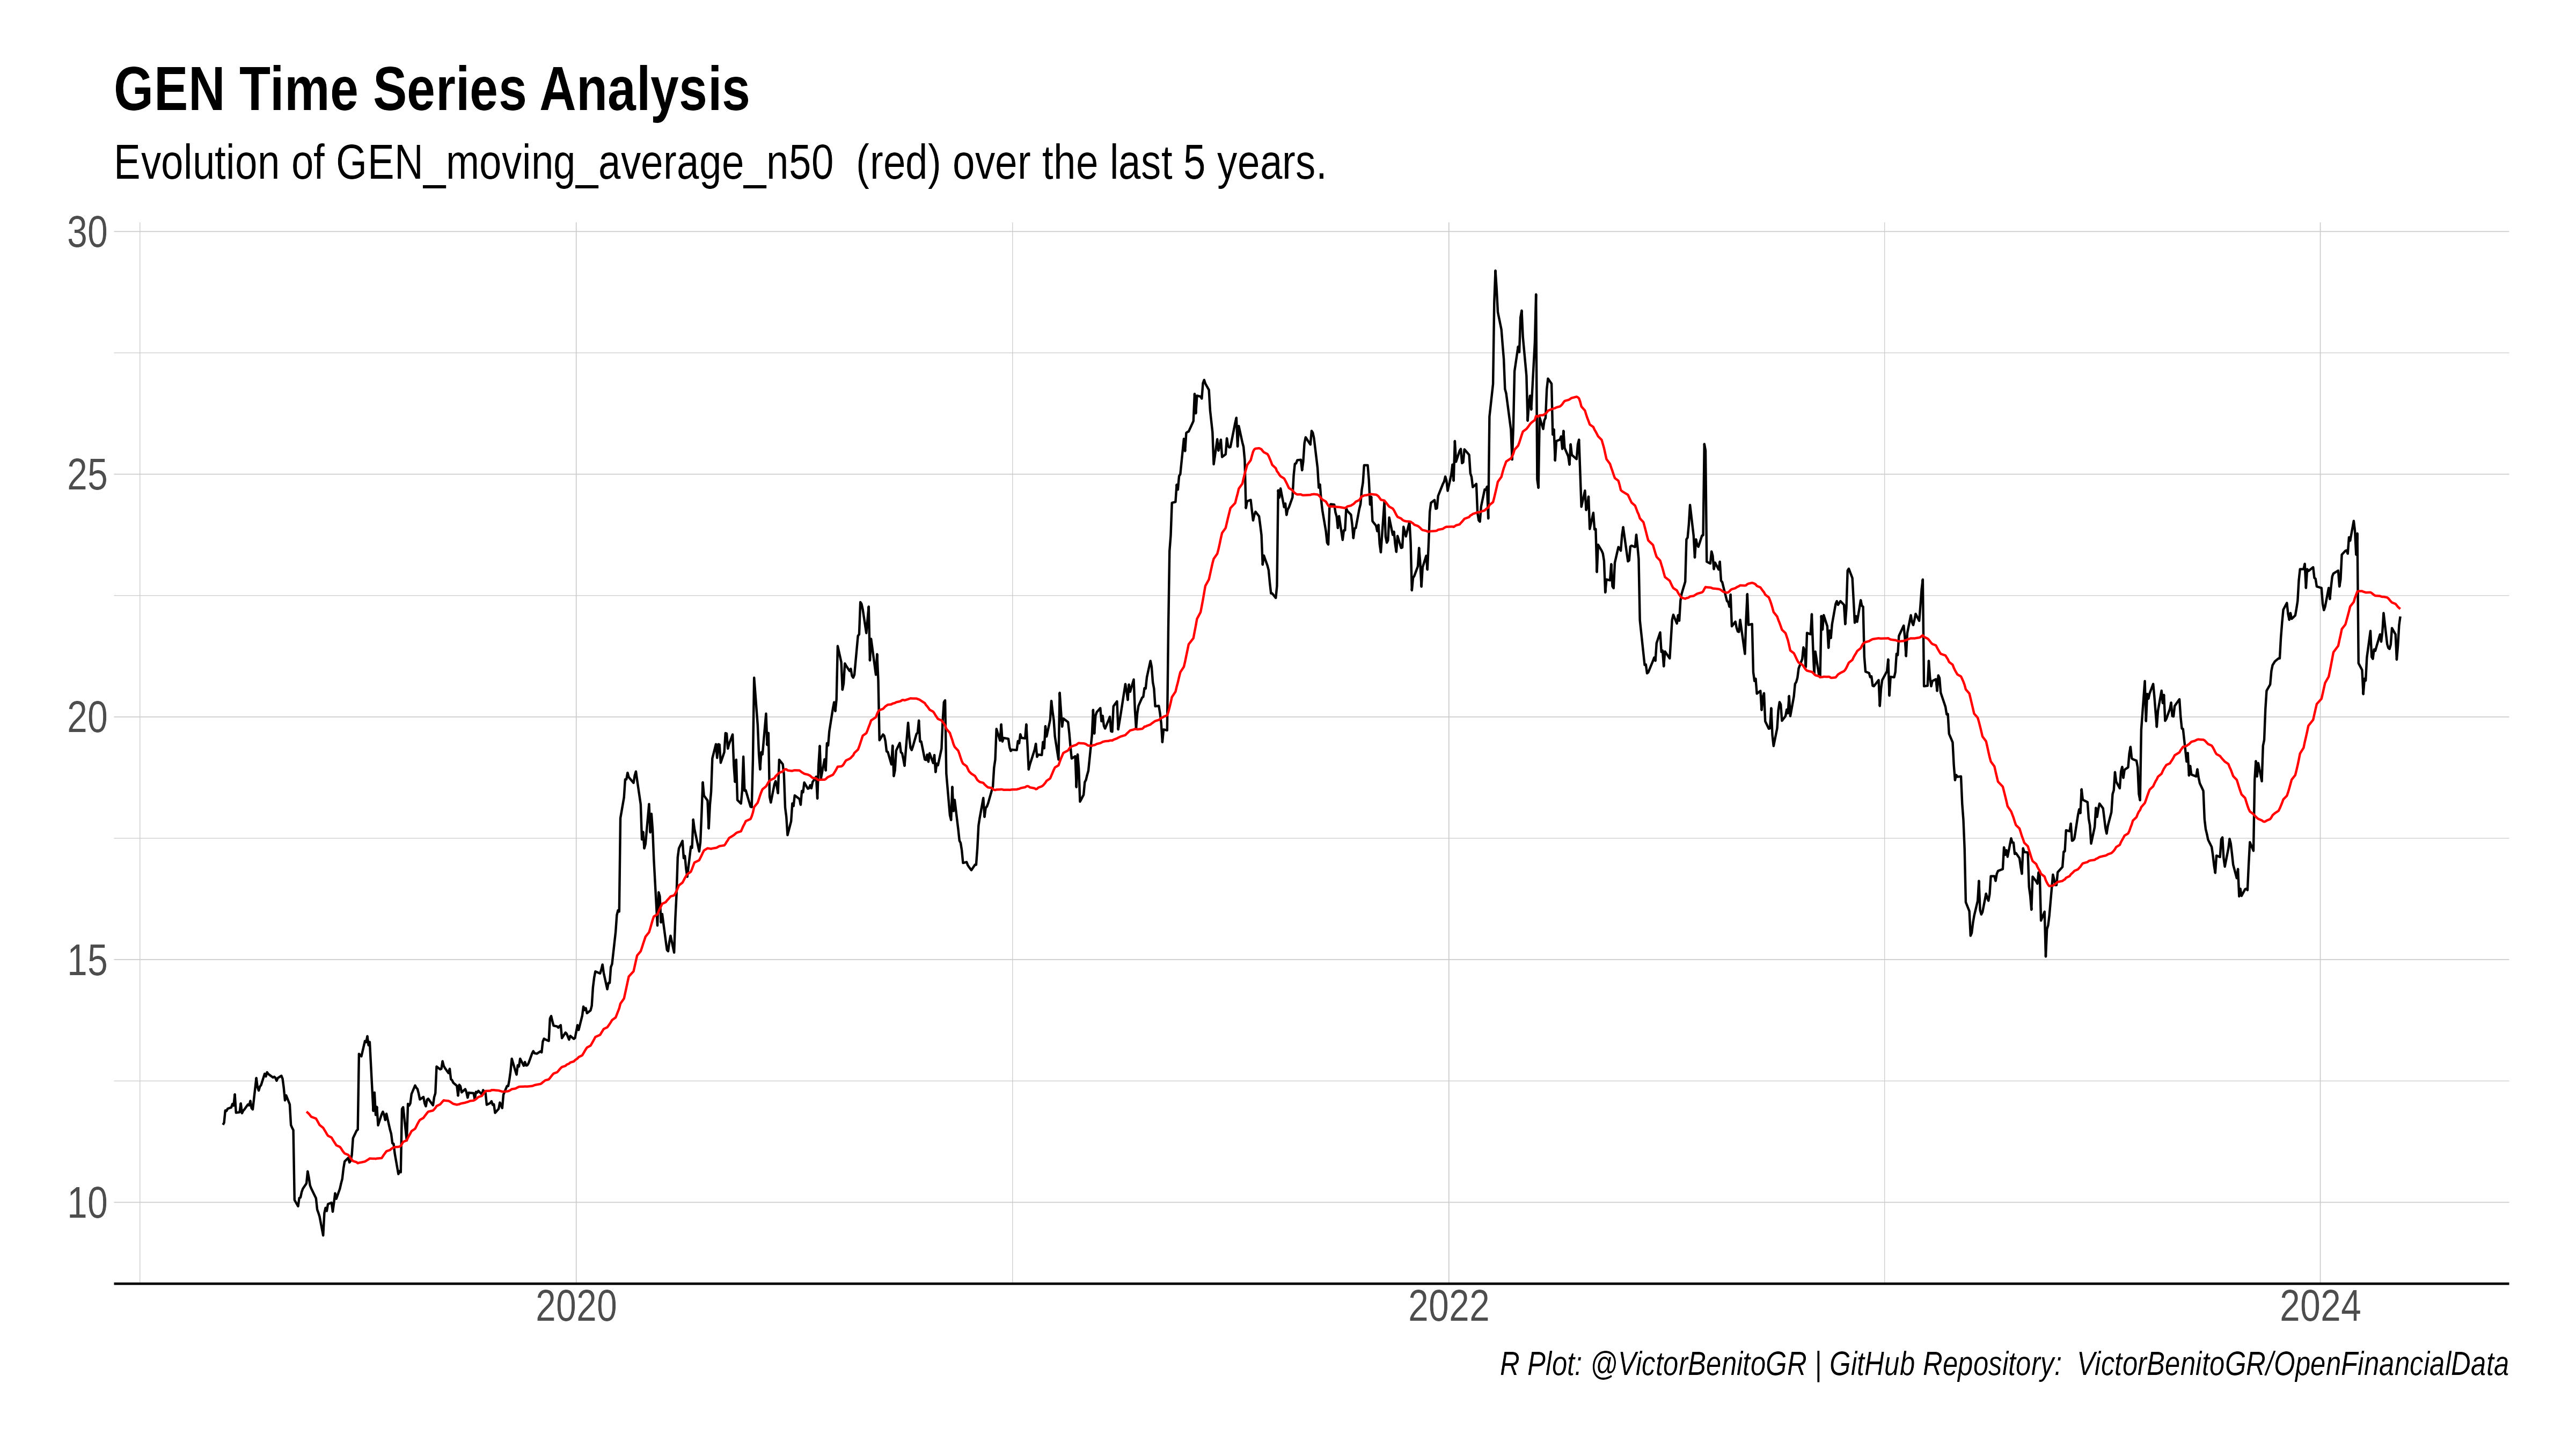 GEN Time Series Analysis
Evolution of GEN_moving_average_n50  (red) over the last 5 years.
30
25
20
15
10
2020 2022 2024
R Plot: @VictorBenitoGR | GitHub Repository:  VictorBenitoGR/OpenFinancialData